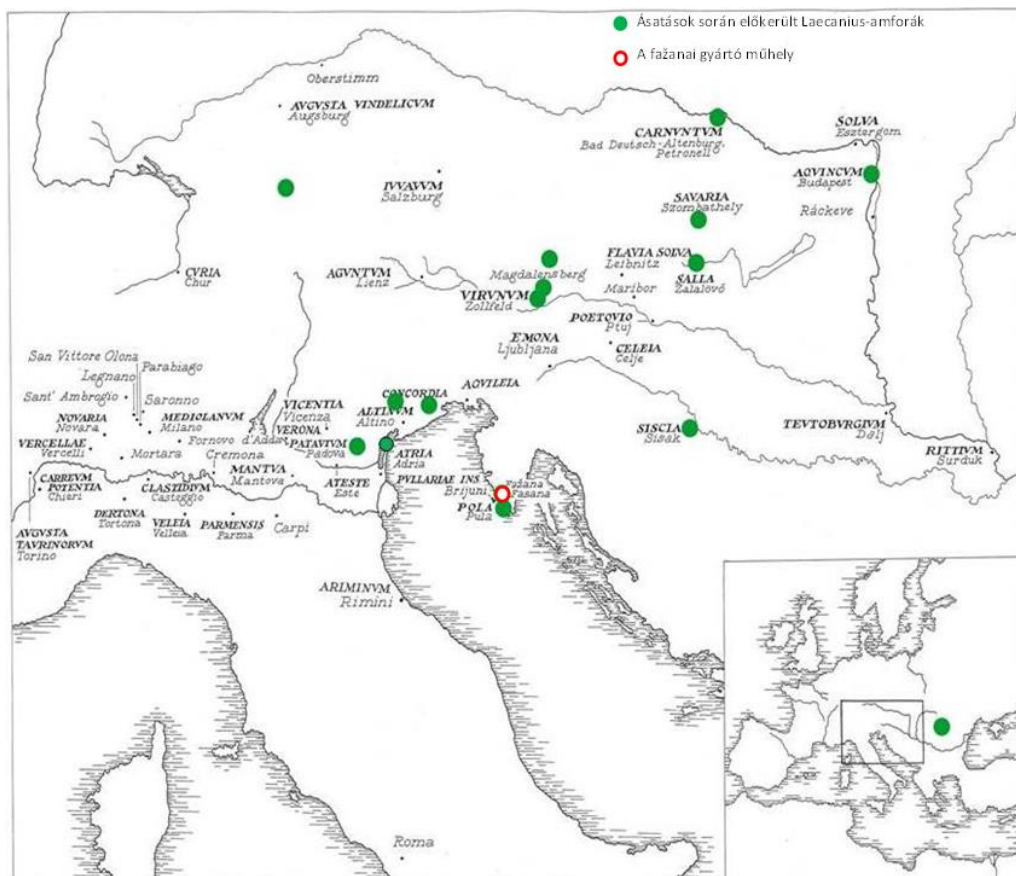 Ásatások során előkerült Laecanius-amforák
A fažanai gyártó műhely
Oberstimm
AVGVSTA VINDELICVM
Augsburg
CARNVNTVM
Bad Deutsch-Altenburg,
Petronell
SOLVA
Esztergom
IVVAVVM
Salzburg
AQVINCVM
Budapest
SAVARIA
Szombathely
Ráckeve
CVRIA
Chur
AGVNTVM
Lienz
Magdalensberg
FLAVIA SOLVA
Leibnitz
VIRVNVM
Zollfeld
Maribor
SALLA
Zalalövő
POETOVIO
Ptuj
EMONA
Ljubljana
CELEIA
Celje
San Vittore Olona
Parabiago
Legnano
Sant' Ambrogio
Saronno
CONCORDIA
AQVILEIA
NOVARIA
Novara
MEDIOLANVM
Milano
VICENTIA
Vicenza
ALTINVM
Altino
VERCELLAE
Vercelli
Fornovo d'Adda
VERONA
PATAVIVM
Padova
SISCIA
Sisak
TEVTOBVRGIVM
Dalj
Mortara
Cremona
ATRIA
Adria
RITTIVM
Surduk
CARREVM
POTENTIA
Chieri
CLASTIDIVM
Casteggio
MANTVA
Mantova
ATESTE
Este
PVLLARIAE INS.
Brijuni
Fažana
Fasana
DERTONA
Tortona
VELEIA
Velleia
PARMENSIS
Parma
Carpi
POLA
Pula
AVGVSTA
TAVRINORVM
Torino
ARIMINVM
Rimini
Roma